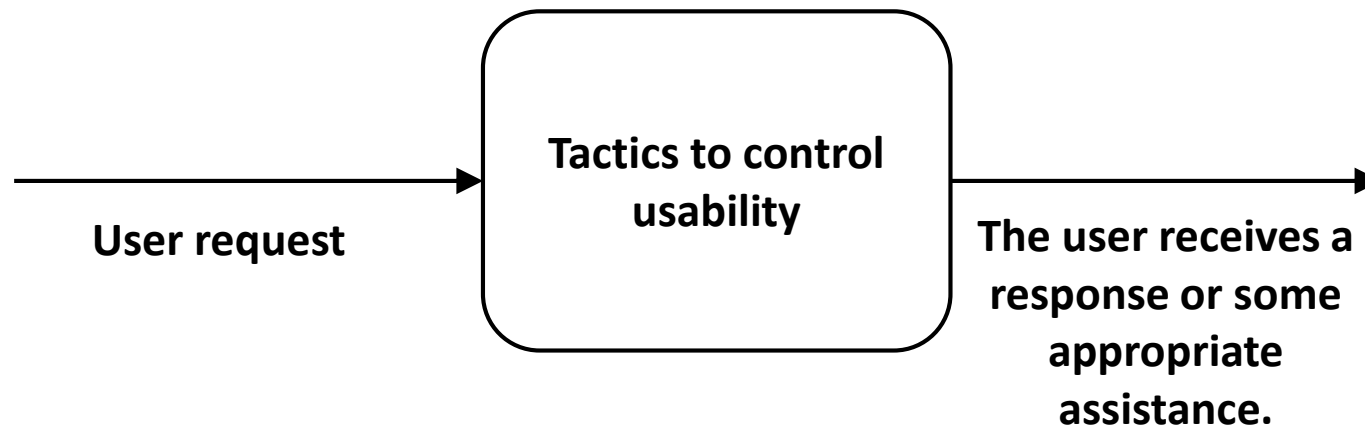 Tactics to control
usability
User request
The user receives a
response or some
appropriate
assistance.